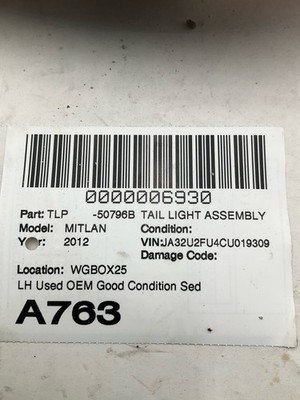 0000006930
Part: TLP -50796B TAIL LIGHT ASSEMBLY
Model: MITLAN Condition:
Year: 2012 VIN:JA32U2FU4CU019309
Damage Code:
Location: WGBOX25
LH Used OEM Good Condition Sed
A763